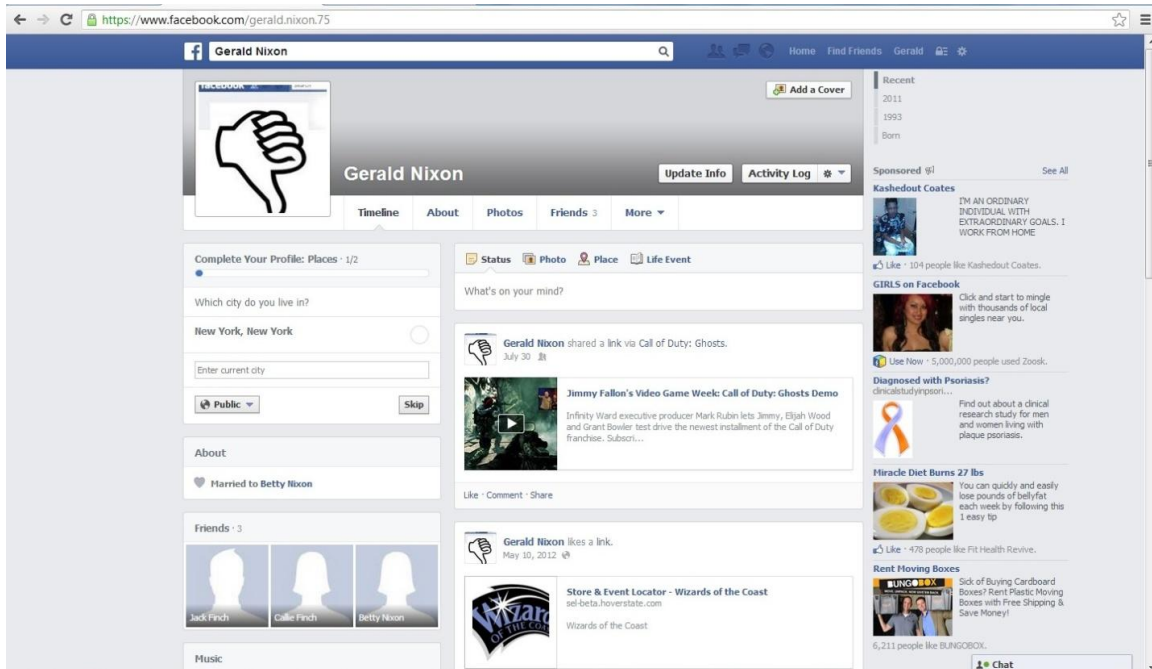 https://www.facebook.com/gerald.nixon.75
Gerald Nixon
Home Find Friends Gerald
facebook
Add a Cover
Gerald Nixon
Update Info Activity Log
Timeline About Photos Friends 3 More
Recent
2011
1993
Born
Complete Your Profile: Places · 1/2
Which city do you live in?
New York, New York
Enter current city
Public Skip
About
Married to Betty Nixon
Friends · 3
Jack Finch Callie Finch Betty Nixon
Music
Status Photo Place Life Event
What's on your mind?
Gerald Nixon shared a link via Call of Duty: Ghosts.
July 30
Jimmy Fallon's Video Game Week: Call of Duty: Ghosts Demo
Infinity Ward executive producer Mark Rubin lets Jimmy, Elijah Wood
and Grant Bowler test drive the newest installment of the Call of Duty
franchise. Subscri...
Like · Comment · Share
Gerald Nixon likes a link.
May 10, 2012
Wizar
OF THE CO
Store & Event Locator - Wizards of the Coast
sel-beta.hoverstate.com
Wizards of the Coast
Sponsored See All
Kashedout Coates
I'M AN ORDINARY
INDIVIDUAL WITH
EXTRAORDINARY GOALS. I
WORK FROM HOME
Like · 104 people like Kashedout Coates.
GIRLS on Facebook
Click and start to mingle
with thousands of local
singles near you.
Use Now · 5,000,000 people used Zoosk.
Diagnosed with Psoriasis?
clinicalstudyinpsori...
Find out about a clinical
research study for men
and women living with
plaque psoriasis.
Miracle Diet Burns 27 lbs
You can quickly and easily
lose pounds of bellyfat
each week by following this
1 easy tip
Like · 478 people like Fit Health Revive.
Rent Moving Boxes
BUNGOBOX
Sick of Buying Cardboard
Boxes? Rent Plastic Moving
Boxes with Free Shipping &
Save Money!
6,211 people like BUNGOBOX.
Chat